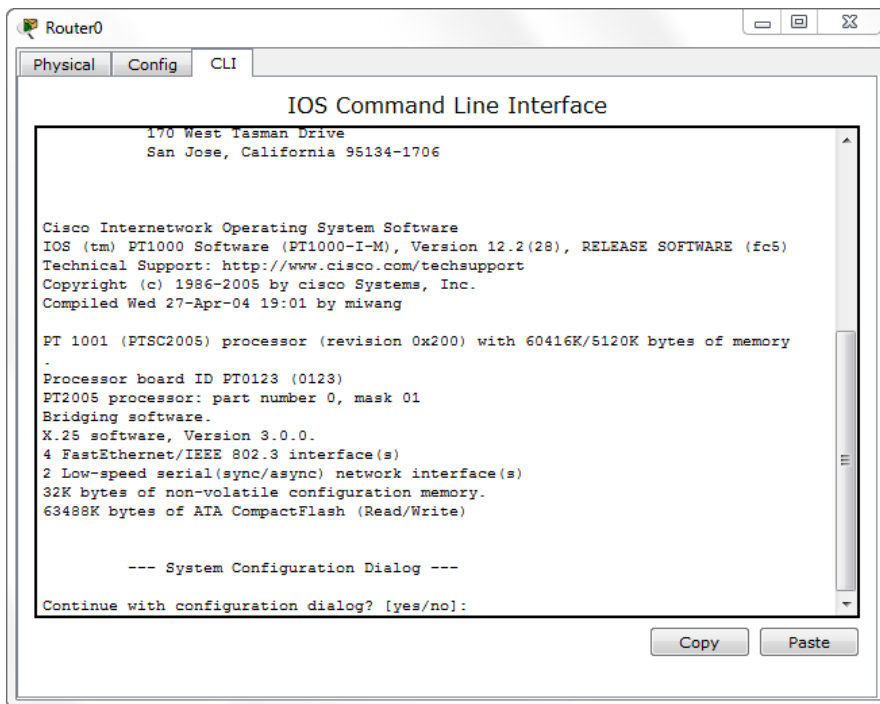 Router0
Physical Config CLI
IOS Command Line Interface
170 West Tasman Drive
San Jose, California 95134-1706
Cisco Internetwork Operating System Software
IOS (tm) PT1000 Software (PT1000-I-M), Version 12.2(28), RELEASE SOFTWARE (fc5)
Technical Support: http://www.cisco.com/techsupport
Copyright (c) 1986-2005 by cisco Systems, Inc.
Compiled Wed 27-Apr-04 19:01 by miwang
PT 1001 (PTSC2005) processor (revision 0x200) with 60416K/5120K bytes of memory
.
Processor board ID PT0123 (0123)
PT2005 processor: part number 0, mask 01
Bridging software.
X.25 software, Version 3.0.0.
4 FastEthernet/IEEE 802.3 interface(s)
2 Low-speed serial(sync/async) network interface(s)
32K bytes of non-volatile configuration memory.
63488K bytes of ATA CompactFlash (Read/Write)
--- System Configuration Dialog ---
Continue with configuration dialog? [yes/no]:
Copy Paste